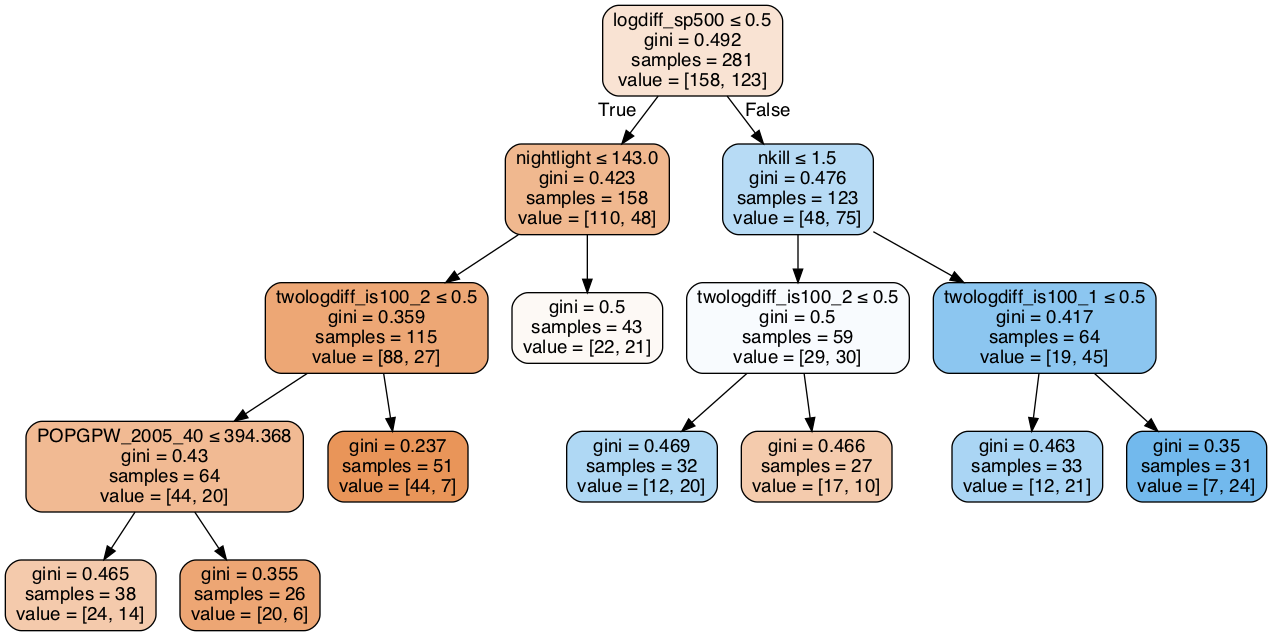 logdiff_sp500 ≤ 0.5
gini = 0.492
samples = 281
value = [158, 123]
True
False
nightlight ≤ 143.0
gini = 0.423
samples = 158
value = [110, 48]
nkill ≤ 1.5
gini = 0.476
samples = 123
value = [48, 75]
twologdiff_is100_2 ≤ 0.5
gini = 0.359
samples = 115
value = [88, 27]
gini = 0.5
samples = 43
value = [22, 21]
twologdiff_is100_2 ≤ 0.5
gini = 0.5
samples = 59
value = [29, 30]
twologdiff_is100_1 ≤ 0.5
gini = 0.417
samples = 64
value = [19, 45]
POPGPW_2005_40 ≤ 394.368
gini = 0.43
samples = 64
value = [44, 20]
gini = 0.237
samples = 51
value = [44, 7]
gini = 0.469
samples = 32
value = [12, 20]
gini = 0.466
samples = 27
value = [17, 10]
gini = 0.463
samples = 33
value = [12, 21]
gini = 0.35
samples = 31
value = [7, 24]
gini = 0.465
samples = 38
value = [24, 14]
gini = 0.355
samples = 26
value = [20, 6]